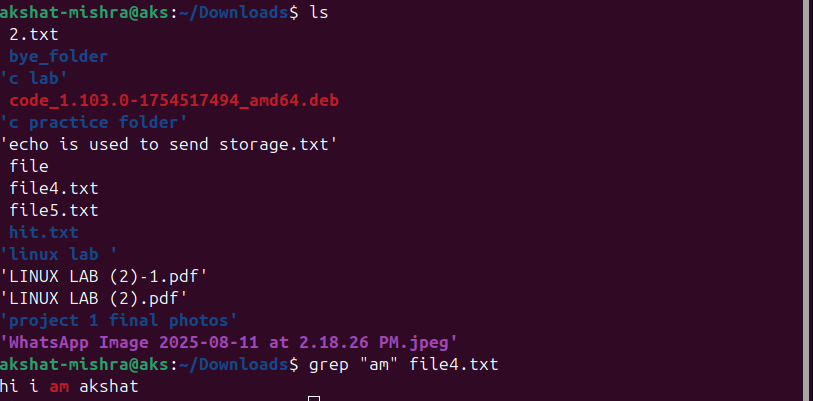 akshat-mishra@aks:~/Downloads$ ls
2.txt
bye_folder
'c lab'
code_1.103.0-1754517494_amd64.deb
'c practice folder'
'echo is used to send storage.txt'
file
file4.txt
file5.txt
hit.txt
'linux lab '
'LINUX LAB (2)-1.pdf'
'LINUX LAB (2).pdf'
'project 1 final photos'
'WhatsApp Image 2025-08-11 at 2.18.26 PM.jpeg'
akshat-mishra@aks:~/Downloads$ grep "am" file4.txt
hi i am akshat